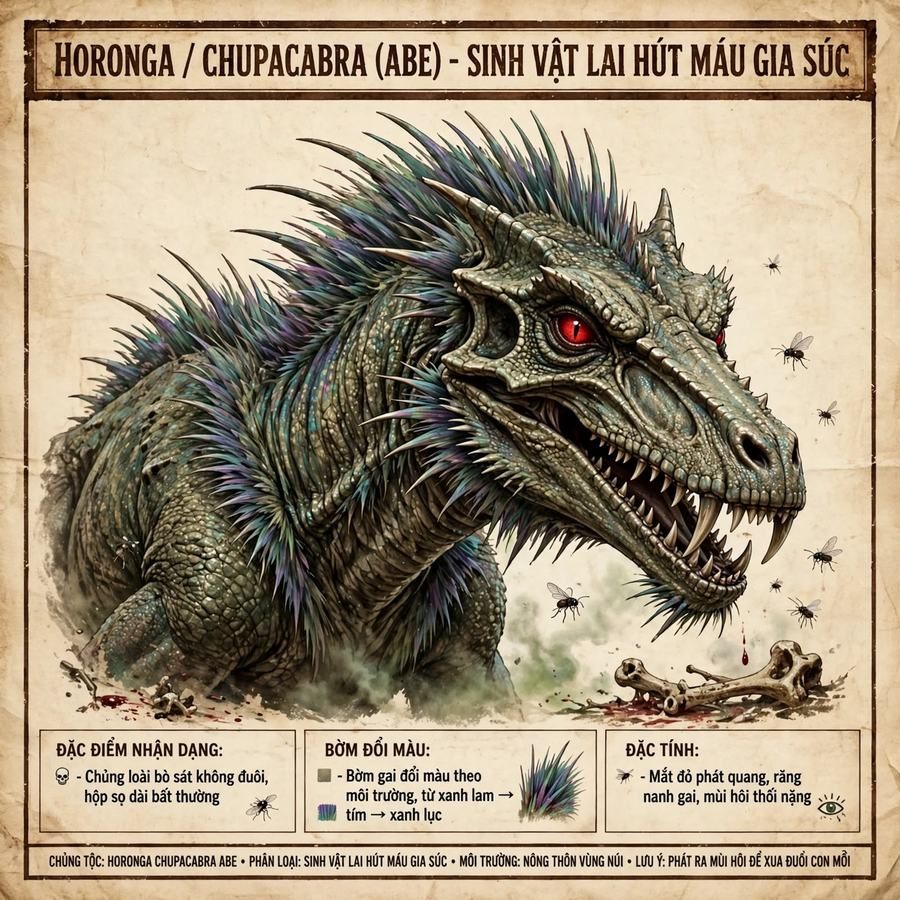 HORONGA / CHUPACABRA (ABE) - SINH VẬT LAI HÚT MÁU GIA SÚC
ĐẶC ĐIỂM NHẬN DẠNG:
- Chủng loài bò sát không đuôi,
hộp sọ dài bất thường
BỜM ĐỔI MÀU:
- Bờm gai đổi màu theo
môi trường, từ xanh lam →
tím → xanh lục
ĐẶC TÍNH:
- Mắt đỏ phát quang, răng
nanh gai, mùi hôi thối nặng
CHỦNG TỘC: HORONGA CHUPACABRA ABE • PHÂN LOẠI: SINH VẬT LAI HÚT MÁU GIA SÚC • MÔI TRƯỜNG: NÔNG THÔN VÙNG NÚI • LƯU Ý: PHÁT RA MÙI HÔI ĐỂ XUA ĐUỔI CON MỒI